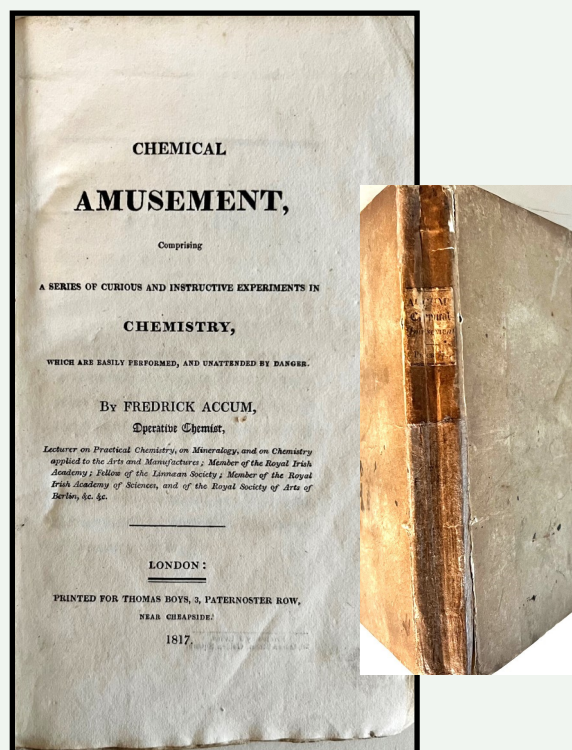 CHEMICAL
AMUSEMENT,
Comprising
A SERIES OF CURIOUS AND INSTRUCTIVE EXPERIMENTS IN
CHEMISTRY,
WHICH ARE EASILY PERFORMED, AND UNATTENDED BY DANGER.
By FREDRICK ACCUM,
Operative Chemist,
Lecturer on Practical Chemistry, on Mineralogy, and on Chemistry
applied to the Arts and Manufactures; Member of the Royal Irish
Academy; Fellow of the Linnæan Society; Member of the Royal
Irish Academy of Sciences, and of the Royal Society of Arts of
Berlin, &c. &c.
LONDON:
PRINTED FOR THOMAS BOYS, 3, PATERNOSTER ROW,
NEAR CHEAPSIDE.
1817.